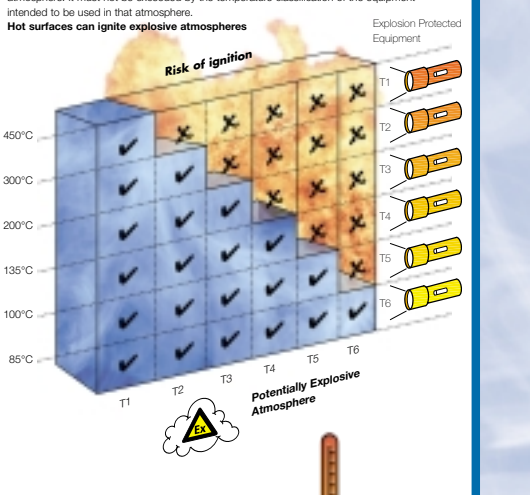 intended to be used in that atmosphere.
Hot surfaces can ignite explosive atmospheres
Explosion Protected
Equipment
Risk of ignition
T1
T2
T3
T4
T5
T6
450°C
300°C
200°C
135°C
100°C
85°C
T1
T2
T3
T4
T5
T6
Potentially Explosive
Atmosphere
Ex